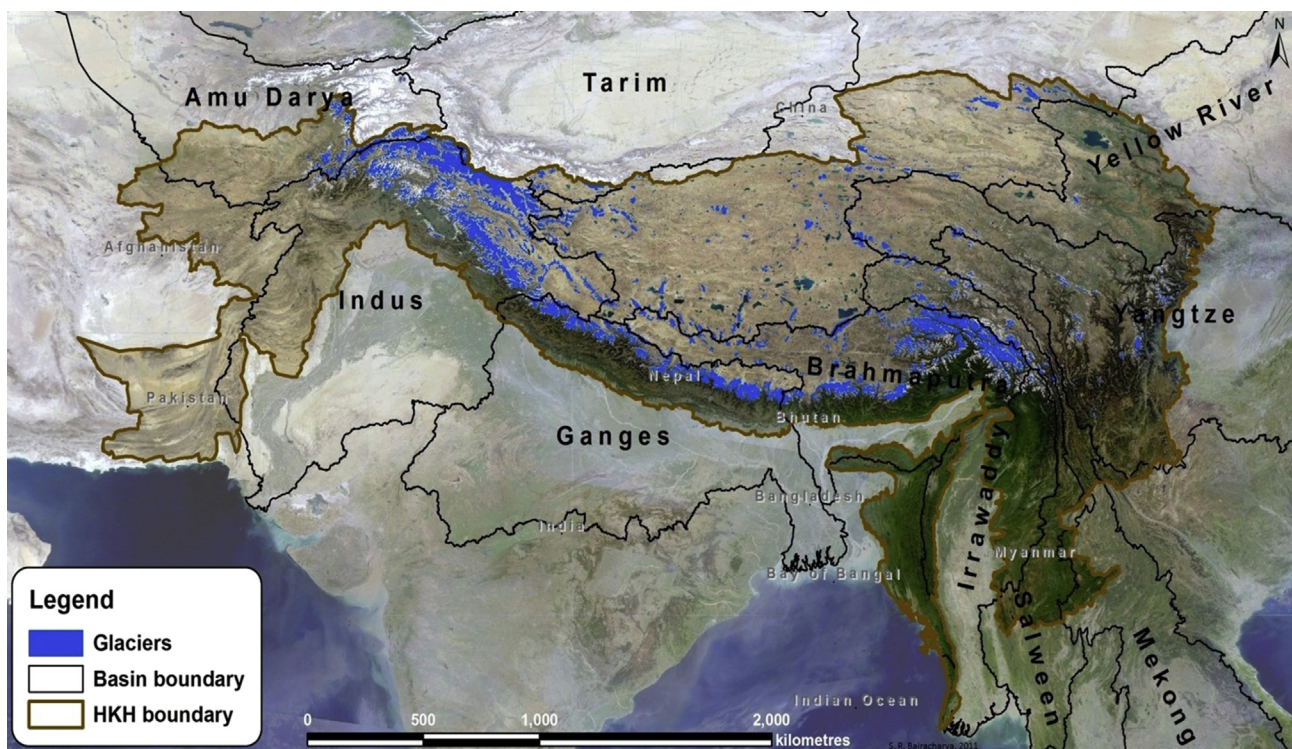 N
Tarim
Amu Darya
China
Yellow River
Afghanistan
Indus
Yangtze
Brahmaputra
Nepal
Pakistan
Bhutan
Ganges
Irrawaddy
Bangladesh
India
Myanmar
Bay of Bangal
Salween
Mekong
Legend
Glaciers
Basin boundary
HKH boundary
Indian Ocean
0 500 1,000 2,000
kilometres
S. R. Bajracharya, 2011